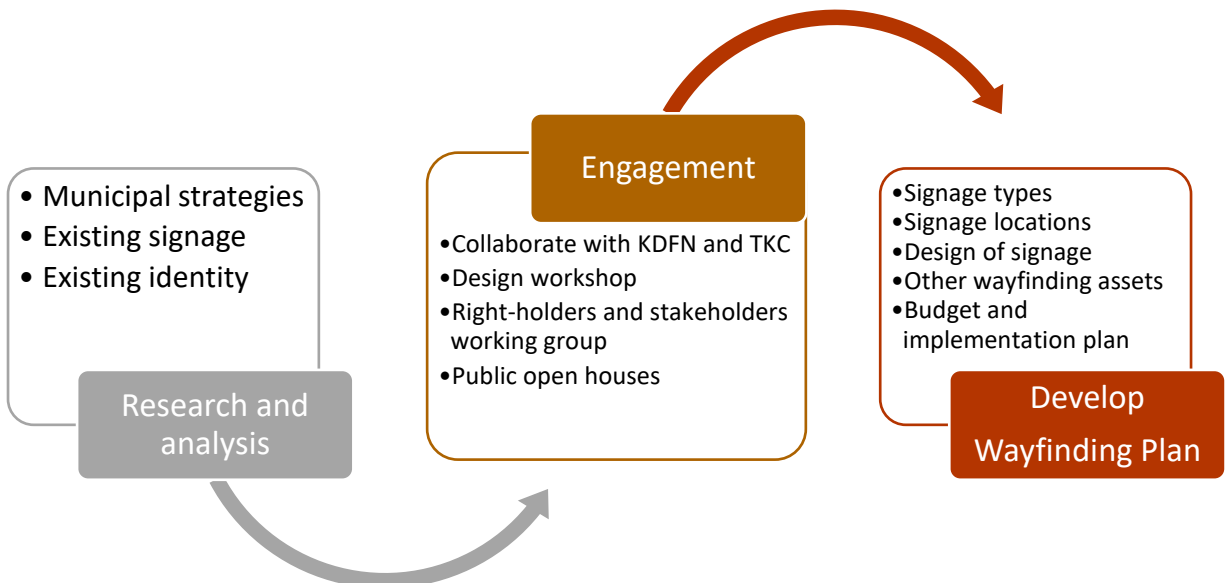 • Municipal strategies
• Existing signage
• Existing identity
Research and
analysis
Engagement
•Collaborate with KDFN and TKC
•Design workshop
•Right-holders and stakeholders
working group
•Public open houses
•Signage types
•Signage locations
•Design of signage
•Other wayfinding assets
•Budget and
implementation plan
Develop
Wayfinding Plan